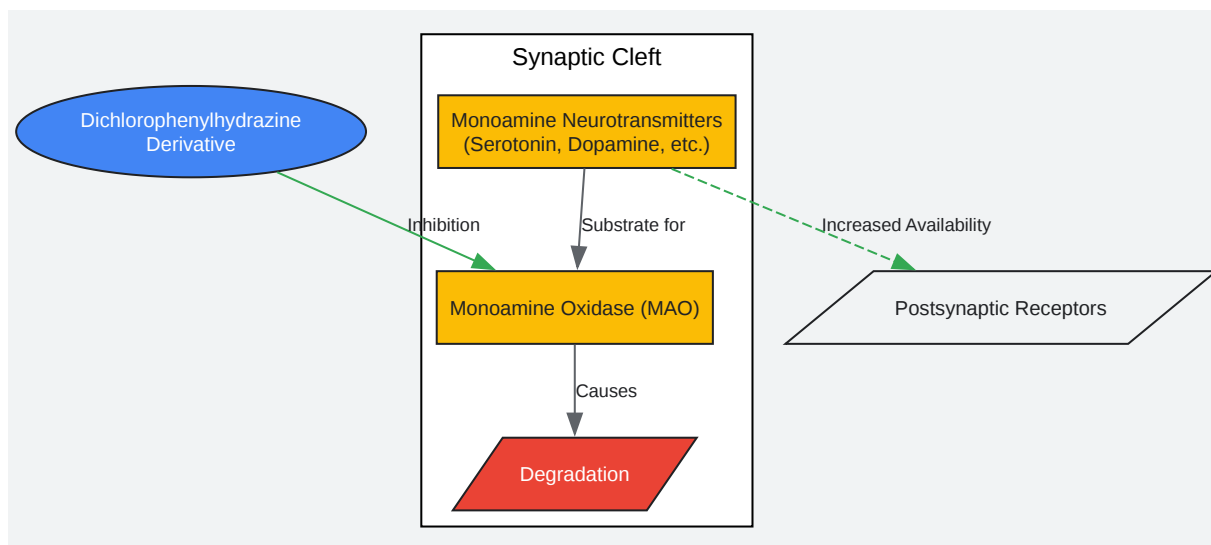 Synaptic Cleft
Dichlorophenylhydrazine
Derivative
Monoamine Neurotransmitters
(Serotonin, Dopamine, etc.)
Inhibition
Substrate for
Increased Availability
Monoamine Oxidase (MAO)
Postsynaptic Receptors
Causes
Degradation